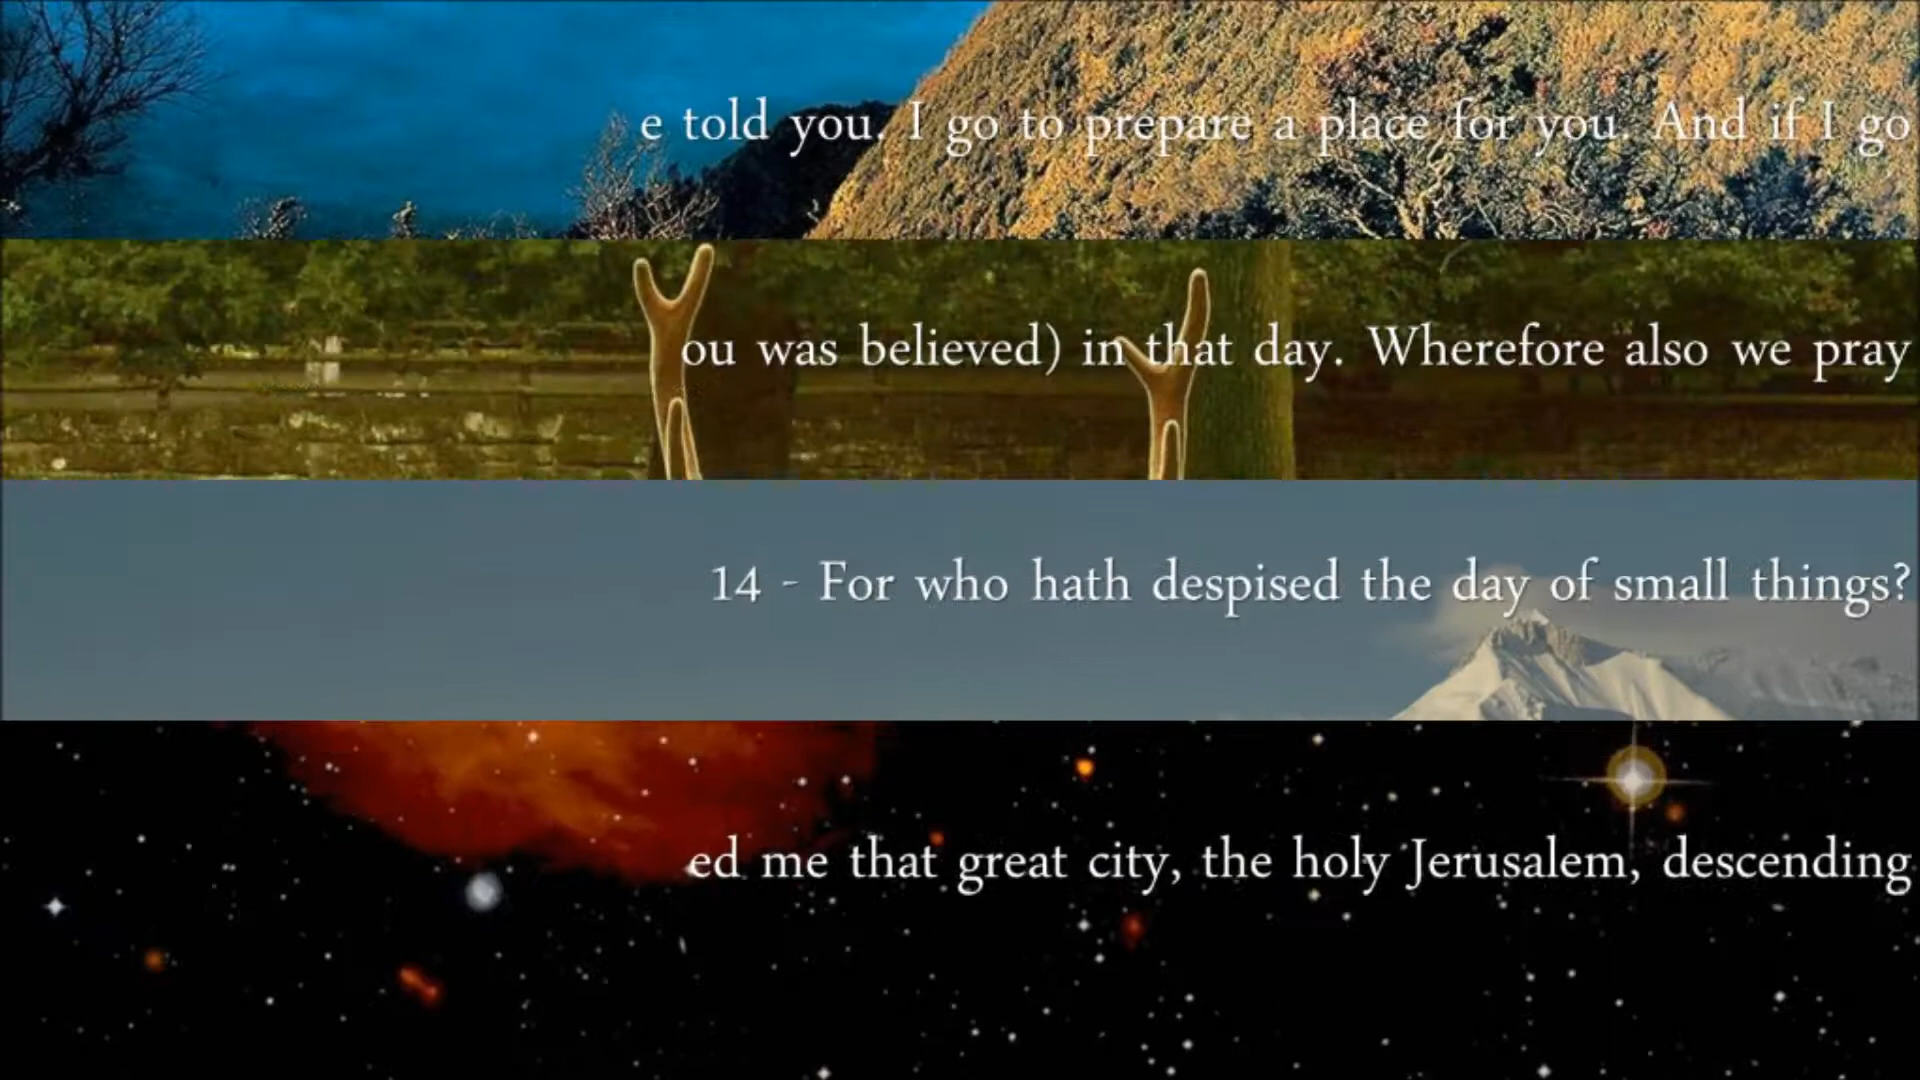 e told you. I go to prepare a place for you. And if I go
ou was believed) in that day. Wherefore also we pray
14 - For who hath despised the day of small things?
ed me that great city, the holy Jerusalem, descending